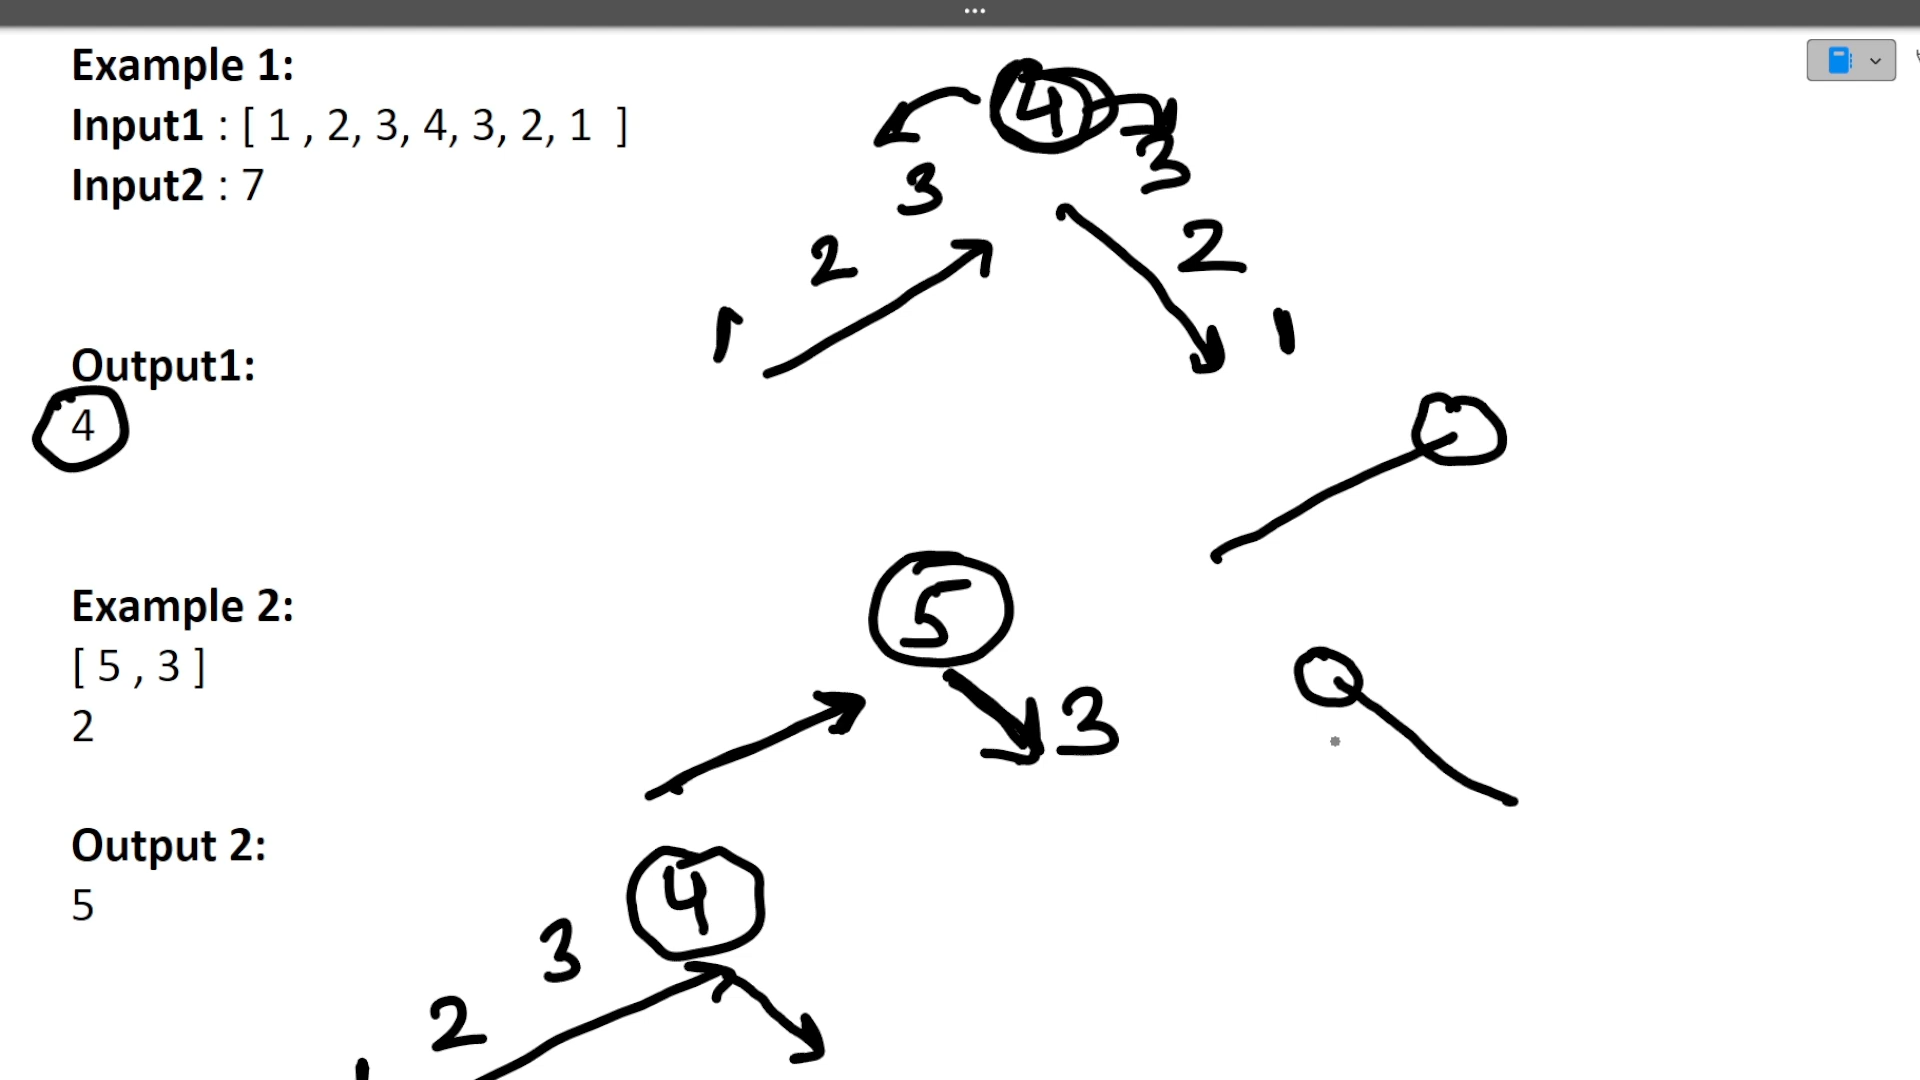 ...
Example 1:
Input1 : [ 1 , 2, 3, 4, 3, 2, 1 ]
Input2 : 7
4
3 3
2 2
1 1
Output1:
4
Example 2:
[ 5 , 3 ]
2
5
3
Output 2:
5
4
3
2
1